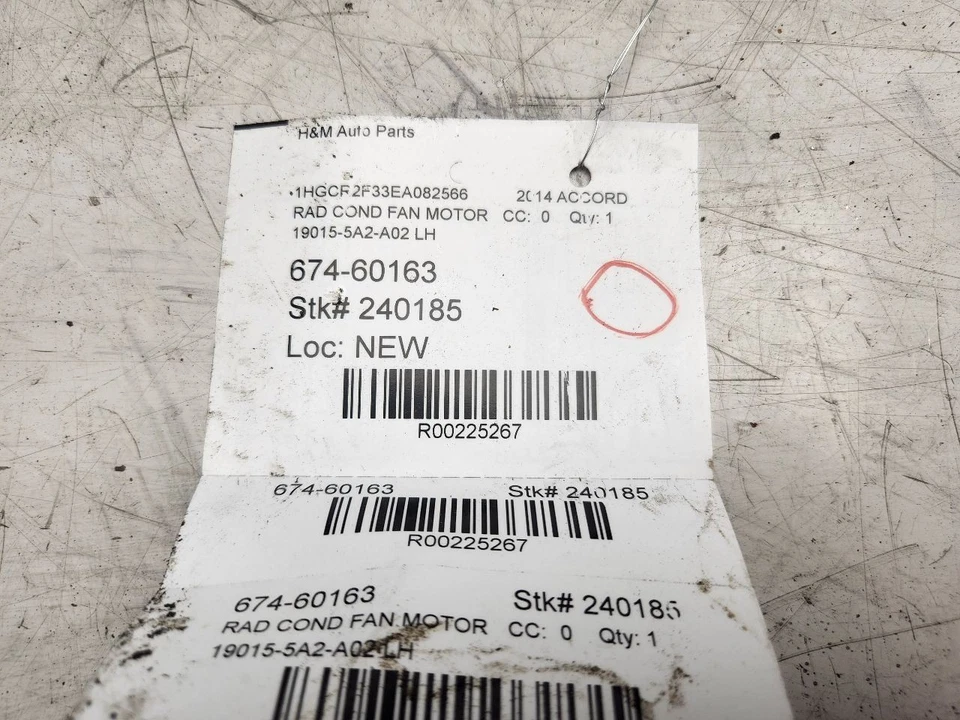 H&M Auto Parts
1HGCR2F33EA082566 2014 ACCORD
RAD COND FAN MOTOR CC: 0 Qty: 1
19015-5A2-A02 LH
674-60163
Stk# 240185
Loc: NEW
R00225267
674-60163 Stk# 240185
R00225267
674-60163 Stk# 240185
RAD COND FAN MOTOR CC: 0 Qty: 1
19015-5A2-A02 LH